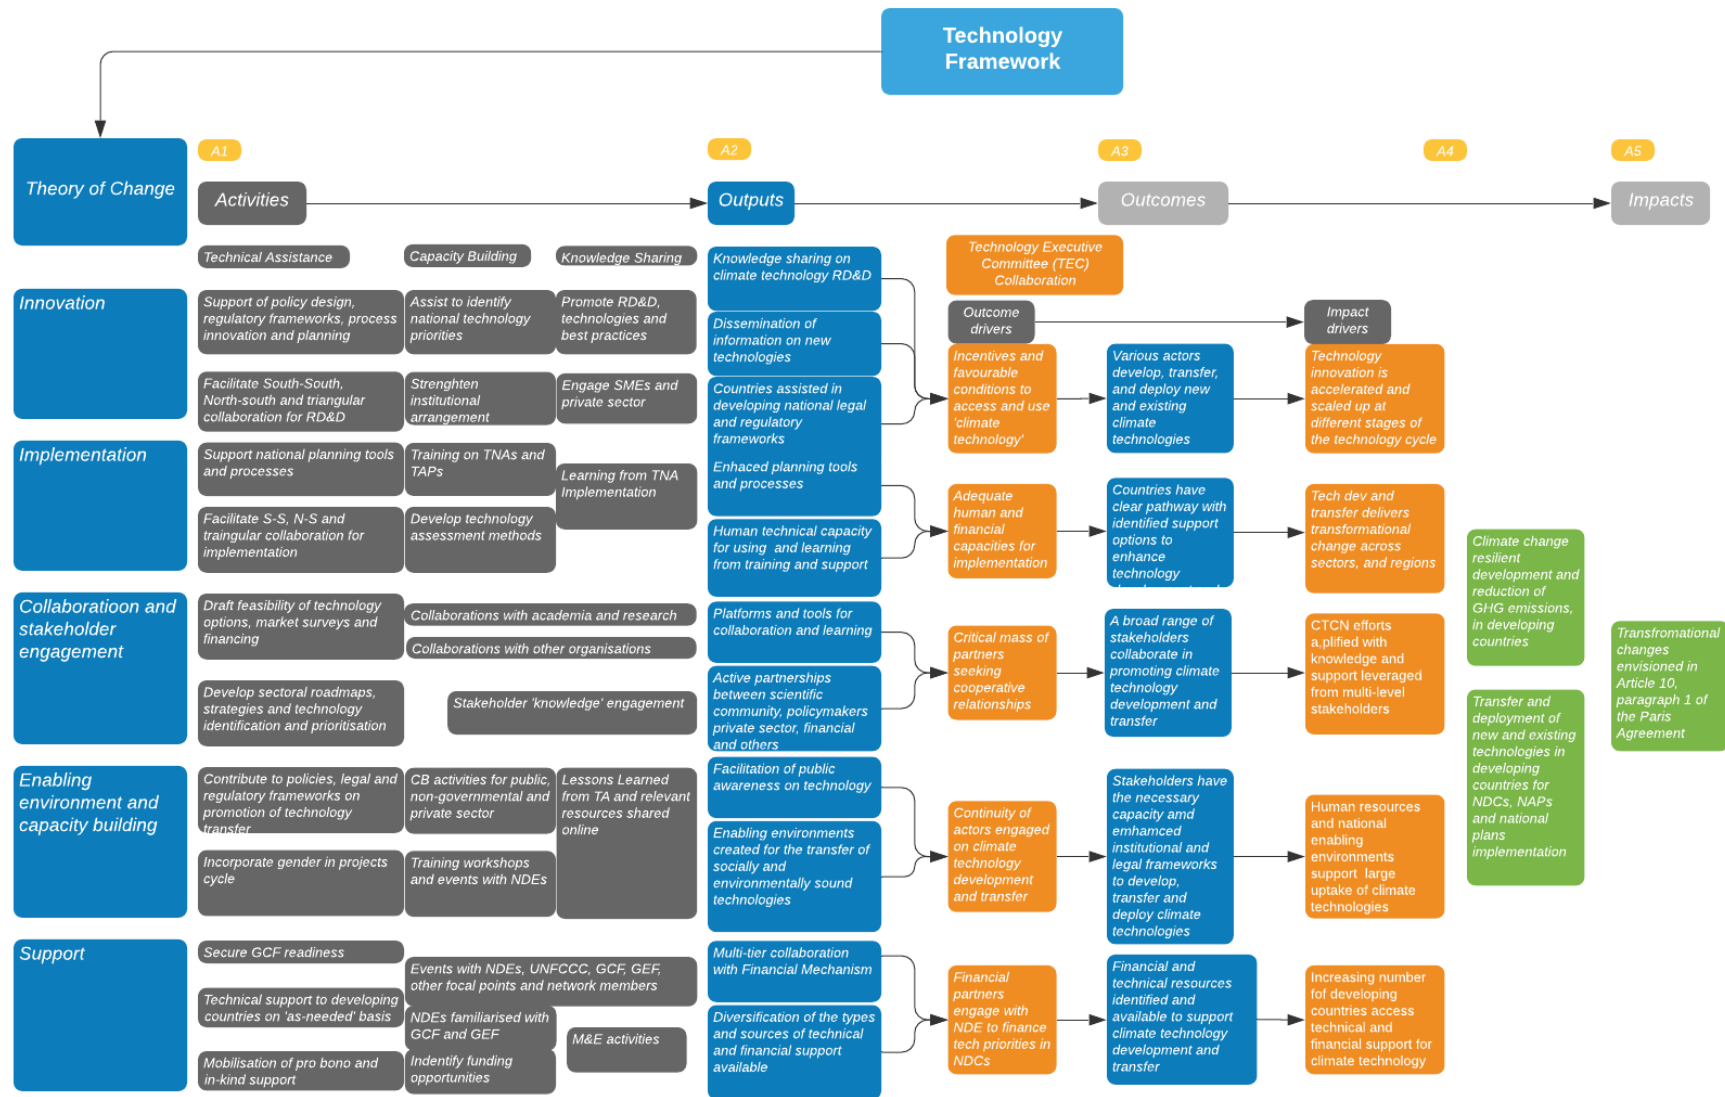 Technology
Framework
Theory of Change
A1
A2
A3
A4
A5
Activities
Outputs
Outcomes
Impacts
Technical Assistance
Capacity Building
Knowledge Sharing
Technology Executive
Committee (TEC)
Collaboration
Outcome
drivers
Impact
drivers
Innovation
Support of policy design,
regulatory frameworks, process
innovation and planning
Assist to identify
national technology
priorities
Promote RD&D,
technologies and
best practices
Facilitate South-South,
North-south and triangular
collaboration for RD&D
Strenghten
institutional
arrangement
Engage SMEs and
private sector
Knowledge sharing on
climate technology RD&D
Dissemination of
information on new
technologies
Countries assisted in
developing national legal
and regulatory
frameworks
Incentives and
favourable
conditions to
access and use
'climate
technology'
Various actors
develop, transfer,
and deploy new
and existing
climate
technologies
Technology
innovation is
accelerated and
scaled up at
different stages of
the technology cycle
Implementation
Support national planning tools
and processes
Training on TNAs and
TAPs
Learning from TNA
Implementation
Facilitate S-S, N-S and
traingular collaboration for
implementation
Develop technology
assessment methods
Enhaced planning tools
and processes
Human technical capacity
for using and learning
from training and support
Adequate
human and
financial
capacities for
implementation
Countries have
clear pathway with
identified support
options to
enhance
technology
Tech dev and
transfer delivers
transformational
change across
sectors, and regions
Collaboratioon and
stakeholder
engagement
Draft feasibility of technology
options, market surveys and
financing
Collaborations with academia and research
Collaborations with other organisations
Develop sectoral roadmaps,
strategies and technology
identification and prioritisation
Stakeholder 'knowledge' engagement
Platforms and tools for
collaboration and learning
Active partnerships
between scientific
community, policymakers
private sector, financial
and others
Critical mass of
partners
seeking
cooperative
relationships
A broad range of
stakeholders
collaborate in
promoting climate
technology
development and
transfer
CTCN efforts
a,plified with
knowledge and
support leveraged
from multi-level
stakeholders
Climate change
resilient
development and
reduction of
GHG emissions,
in developing
countries
Transfer and
deployment of
new and existing
technologies in
developing
countries for
NDCs, NAPs
and national
plans
implementation
Transfromational
changes
envisioned in
Article 10,
paragraph 1 of
the Paris
Agreement
Enabling
environment and
capacity building
Contribute to policies, legal and
regulatory frameworks on
promotion of technology
transfer
CB activities for public,
non-governmental and
private sector
Lessons Learned
from TA and relevant
resources shared
online
Incorporate gender in projects
cycle
Training workshops
and events with NDEs
Facilitation of public
awareness on technology
Enabling environments
created for the transfer of
socially and
environmentally sound
technologies
Continuity of
actors engaged
on climate
technology
development
and transfer
Stakeholders have
the necessary
capacity amd
emhamced
institutional and
legal frameworks
to develop,
transfer and
deploy climate
technologies
Human resources
and national
enabling
environments
support large
uptake of climate
technologies
Support
Secure GCF readiness
Technical support to developing
countries on 'as-needed' basis
Mobilisation of pro bono and
in-kind support
Events with NDEs, UNFCCC, GCF, GEF,
other focal points and network members
NDEs familiarised with
GCF and GEF
Indentify funding
opportunities
M&E activities
Multi-tier collaboration
with Financial Mechanism
Diversification of the types
and sources of technical
and financial support
available
Financial
partners
engage with
NDE to finance
tech priorities in
NDCs
Financial and
technical resources
identified and
available to support
climate technology
development and
transfer
Increasing number
fof developing
countries access
technical and
financial support for
climate technology